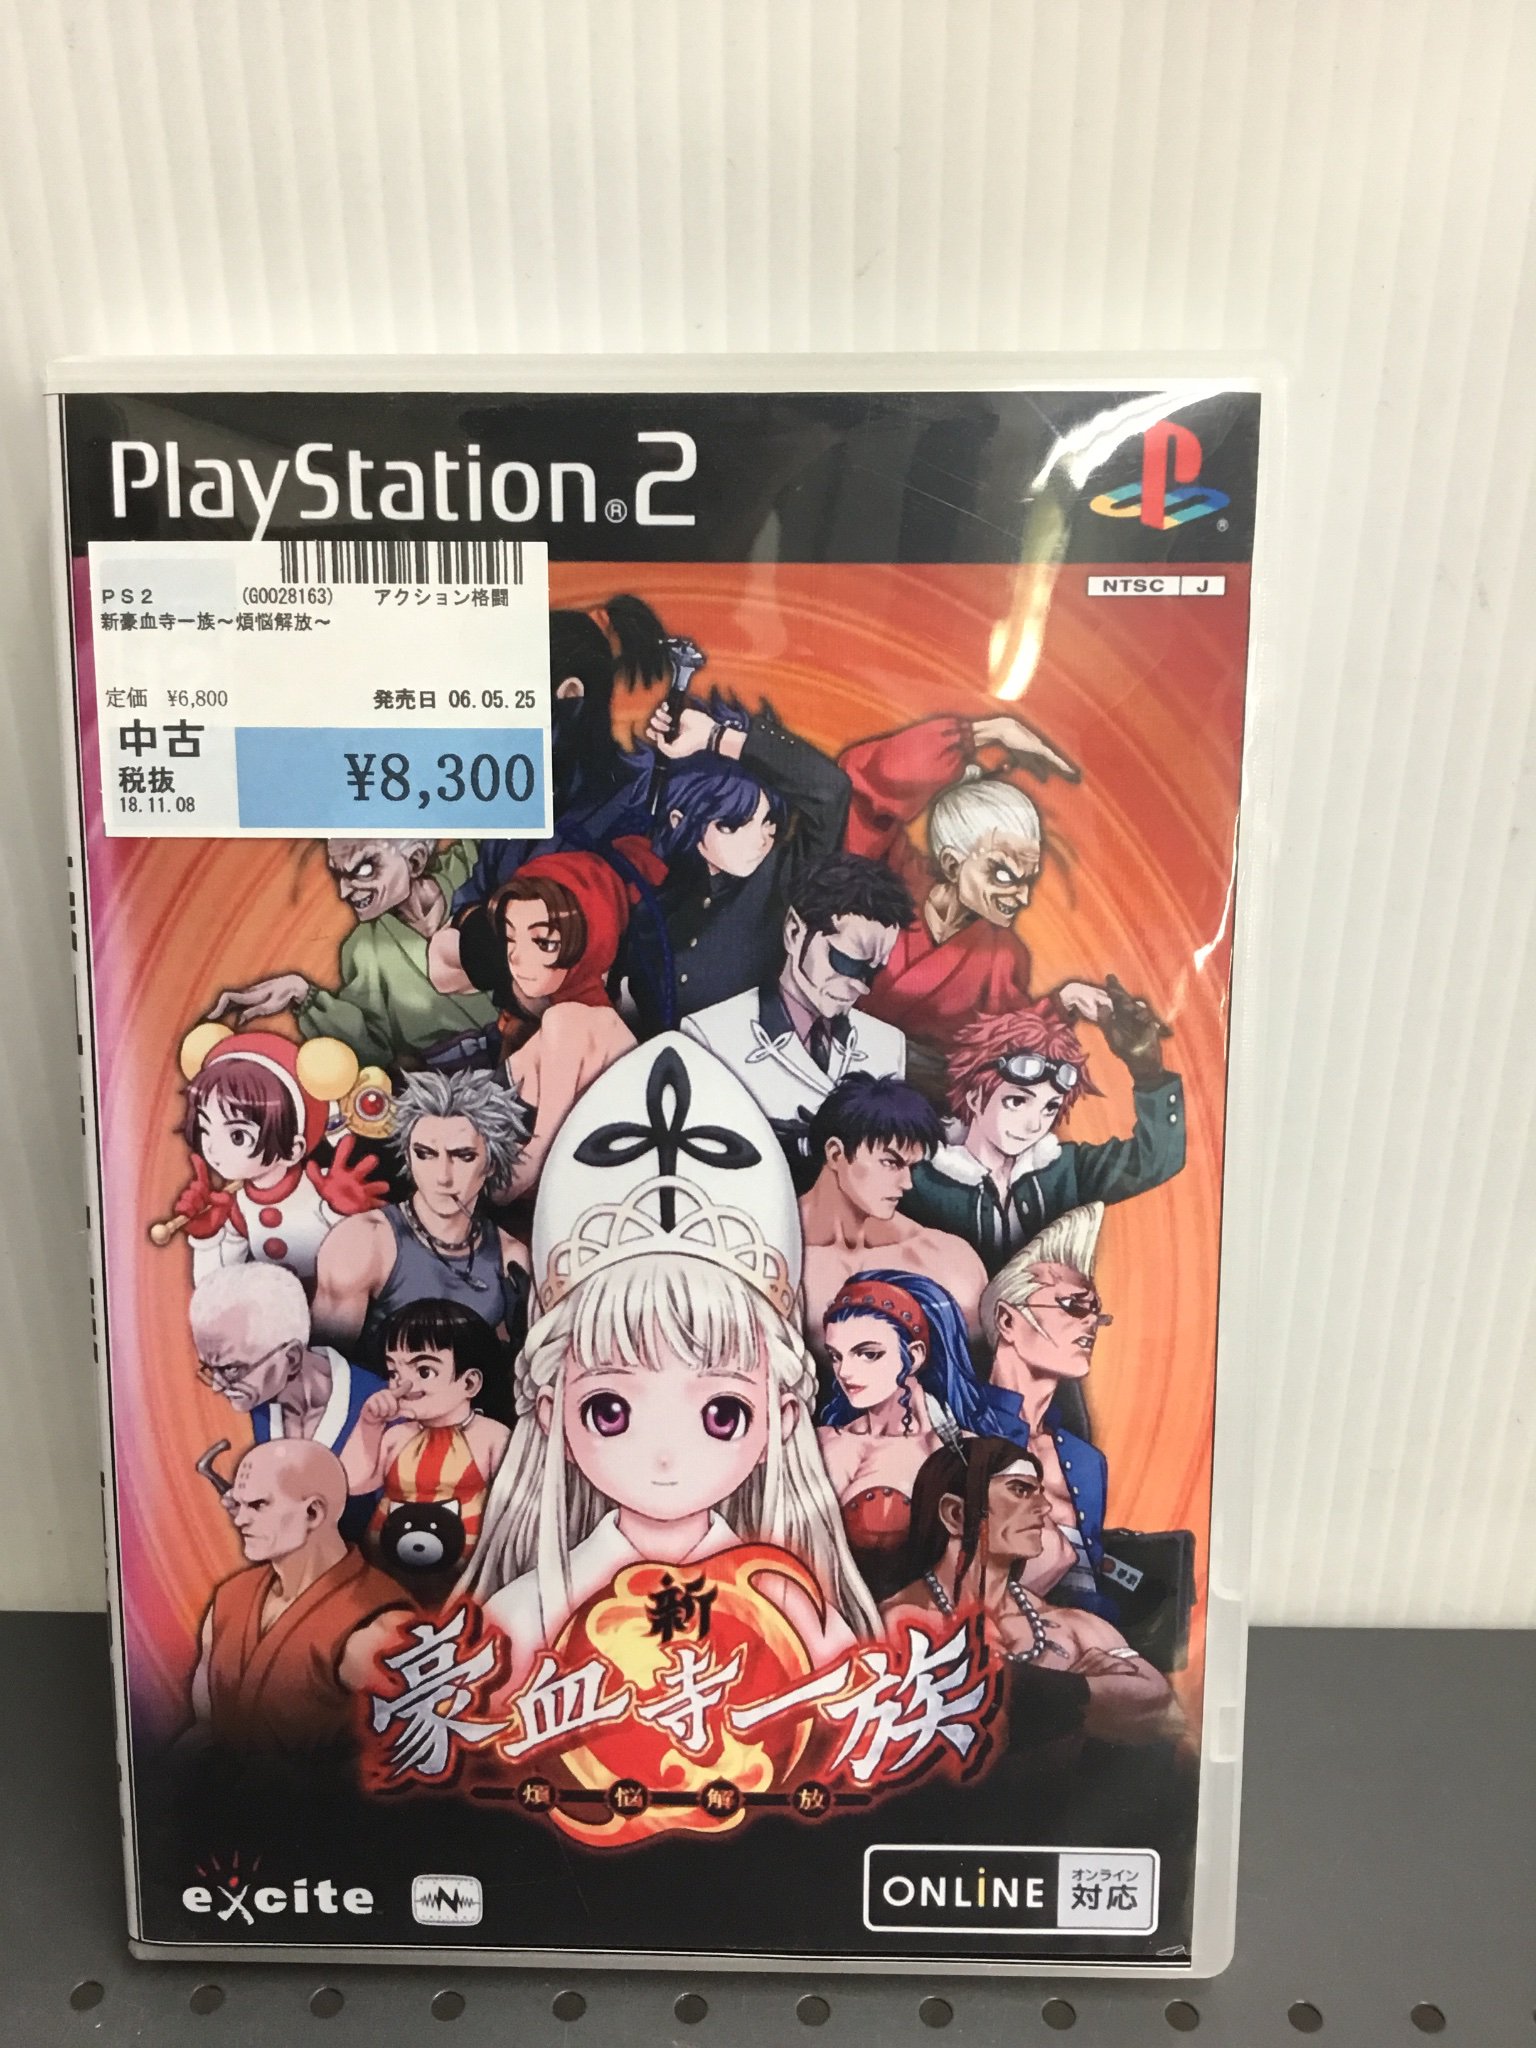 PlayStation®2
NTSC J
PS2 (G0028163) アクション格闘
新豪血寺一族～煩悩解放～
定価 ¥6,800 発売日 06.05.25
中古
税抜
18.11.08
¥8,300
新
豪血寺一族
煩悩解放
excite
N
ONLiNE
オンライン
対応